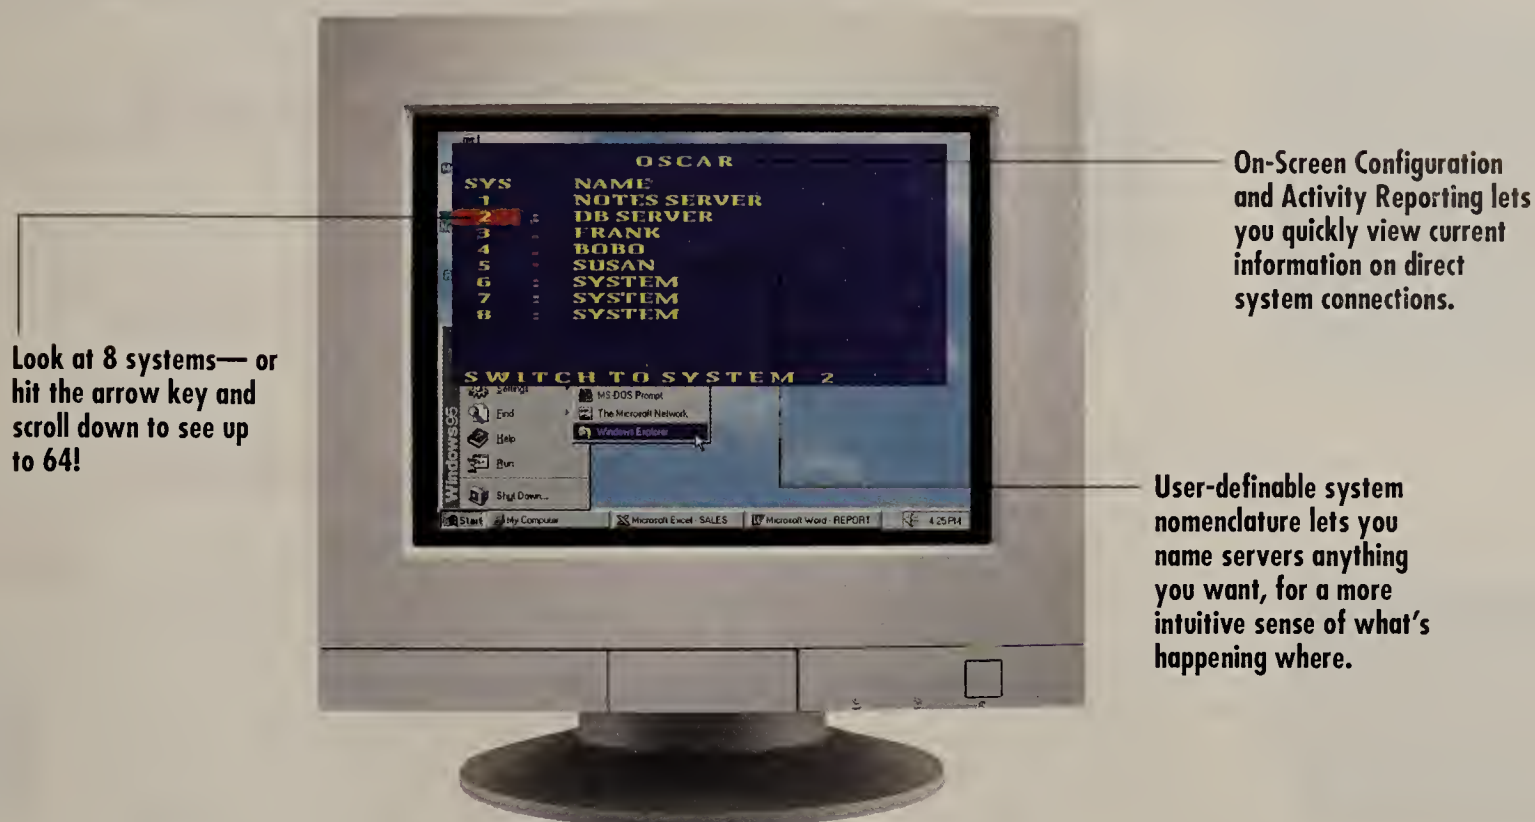 OSCAR
SYS NAME
1 NOTES SERVER
2 : DB SERVER
3 FRANK
4 BOBO
5 SUSAN
6 : SYSTEM
7 : SYSTEM
8 : SYSTEM
SWITCH TO SYSTEM 2
Settings
Find
Help
Run
Shut Down...
Windows 95
MS-DOS Prompt
The Microsoft Network
Windows Explorer
Start My Computer Microsoft Excel - SALES Microsoft Word - REPORT 4:25 PM
Look at 8 systems— or
hit the arrow key and
scroll down to see up
to 64!
On-Screen Configuration
and Activity Reporting lets
you quickly view current
information on direct
system connections.
User-definable system
nomenclature lets you
name servers anything
you want, for a more
intuitive sense of what's
happening where.